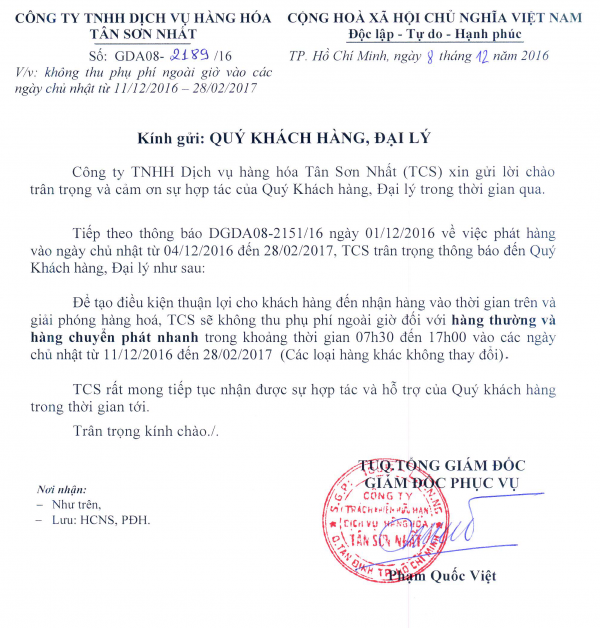 CÔNG TY TNHH DỊCH VỤ HÀNG HÓA
TÂN SƠN NHẤT
Số: GDA08- 2189 /16
V/v: không thu phụ phí ngoài giờ vào các
ngày chủ nhật từ 11/12/2016 – 28/02/2017
CỘNG HOÀ XÃ HỘI CHỦ NGHĨA VIỆT NAM
Độc lập - Tự do - Hạnh phúc
TP. Hồ Chí Minh, ngày 8 tháng 12 năm 2016
Kính gửi: QUÝ KHÁCH HÀNG, ĐẠI LÝ
Công ty TNHH Dịch vụ hàng hóa Tân Sơn Nhất (TCS) xin gửi lời chào
trân trọng và cảm ơn sự hợp tác của Quý Khách hàng, Đại lý trong thời gian qua.
Tiếp theo thông báo DGDA08-2151/16 ngày 01/12/2016 về việc phát hàng
vào ngày chủ nhật từ 04/12/2016 đến 28/02/2017, TCS trân trọng thông báo đến Quý
Khách hàng, Đại lý như sau:
Để tạo điều kiện thuận lợi cho khách hàng đến nhận hàng vào thời gian trên và
giải phóng hàng hoá, TCS sẽ không thu phụ phí ngoài giờ đối với hàng thường và
hàng chuyển phát nhanh trong khoảng thời gian 07h30 đến 17h00 vào các ngày
chủ nhật từ 11/12/2016 đến 28/02/2017 (Các loại hàng khác không thay đổi).
TCS rất mong tiếp tục nhận được sự hợp tác và hỗ trợ của Quý khách hàng
trong thời gian tới.
Trân trọng kính chào./.
TUQ.TỔNG GIÁM ĐỐC
GIÁM ĐỐC PHỤC VỤ
Nơi nhận:
– Như trên,
– Lưu: HCNS, PĐH.
CÔNG TY
TRÁCH NHIỆM HỮU HẠN
DỊCH VỤ HÀNG HÓA
TÂN SƠN NHẤT
Q.TÂN BÌNH TP.HỒ CHÍ MINH
Phạm Quốc Việt